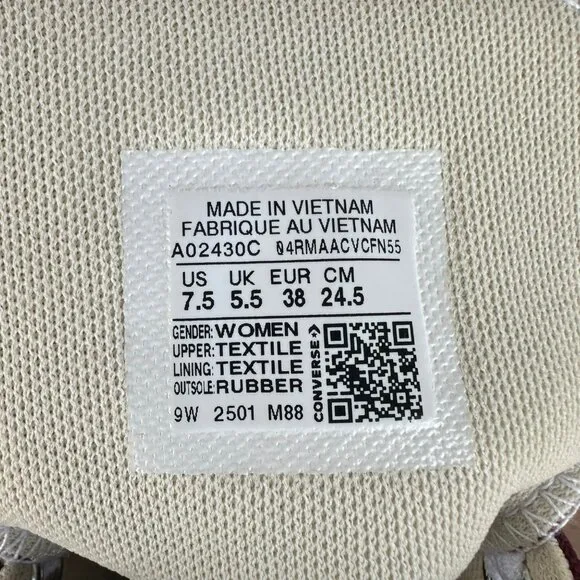 MADE IN VIETNAM
FABRIQUE AU VIETNAM
A02430C 04RMAACVCFN55
US UK EUR CM
7.5 5.5 38 24.5
GENDER: WOMEN
UPPER: TEXTILE
LINING: TEXTILE
OUTSOLE: RUBBER
9W 2501 M88
CONVERSE